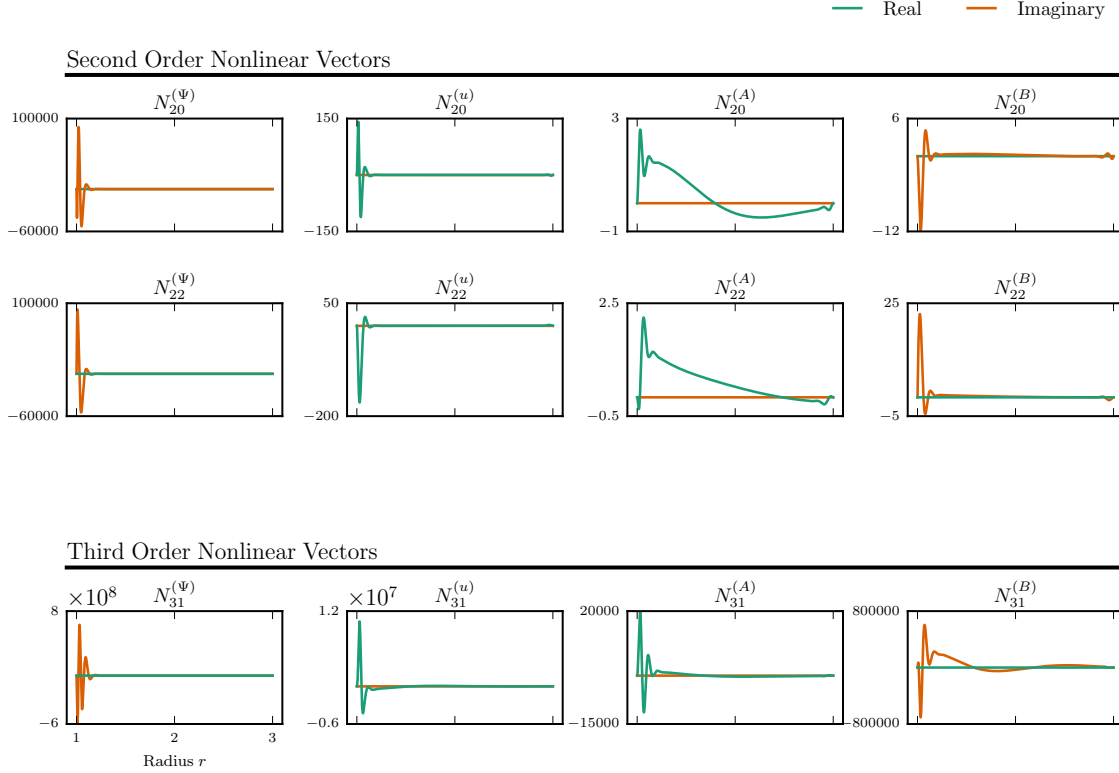 Real Imaginary
Second Order Nonlinear Vectors
N_{20}^{(Ψ)} N_{20}^{(u)} N_{20}^{(A)} N_{20}^{(B)}
100000 150 3 6
−60000 −150 −1 −12
N_{22}^{(Ψ)} N_{22}^{(u)} N_{22}^{(A)} N_{22}^{(B)}
100000 50 2.5 25
−60000 −200 −0.5 −5
Third Order Nonlinear Vectors
×10^8 N_{31}^{(Ψ)} ×10^7 N_{31}^{(u)} N_{31}^{(A)} N_{31}^{(B)}
8 1.2 20000 800000
−6 −0.6 −15000 −800000
1 2 3
Radius r